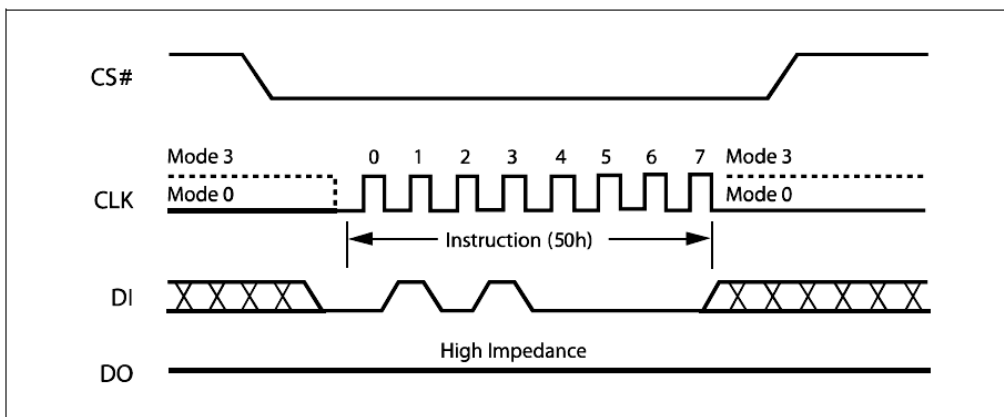 CS#
Mode 3
0 1 2 3 4 5 6 7
Mode 3
CLK
Mode 0
Mode 0
Instruction (50h)
DI
High Impedance
DO